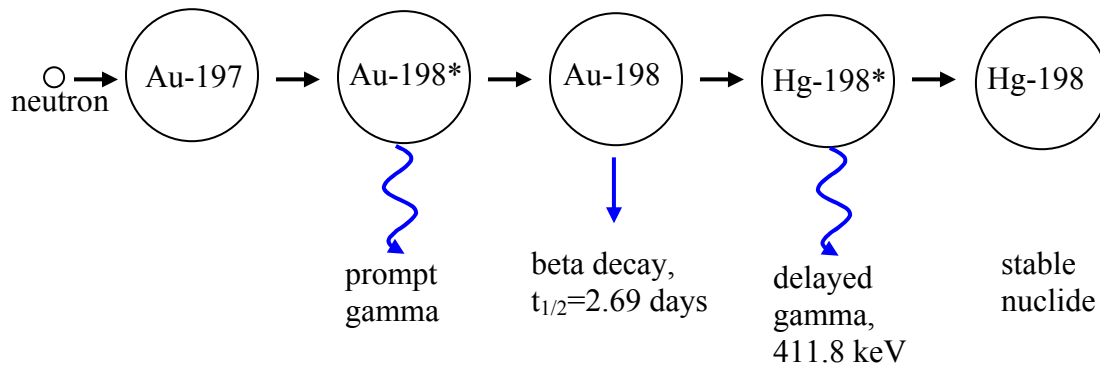 neutron
Au-197
Au-198*
Au-198
Hg-198*
Hg-198
prompt
gamma
beta decay,
t1/2=2.69 days
delayed
gamma,
411.8 keV
stable
nuclide